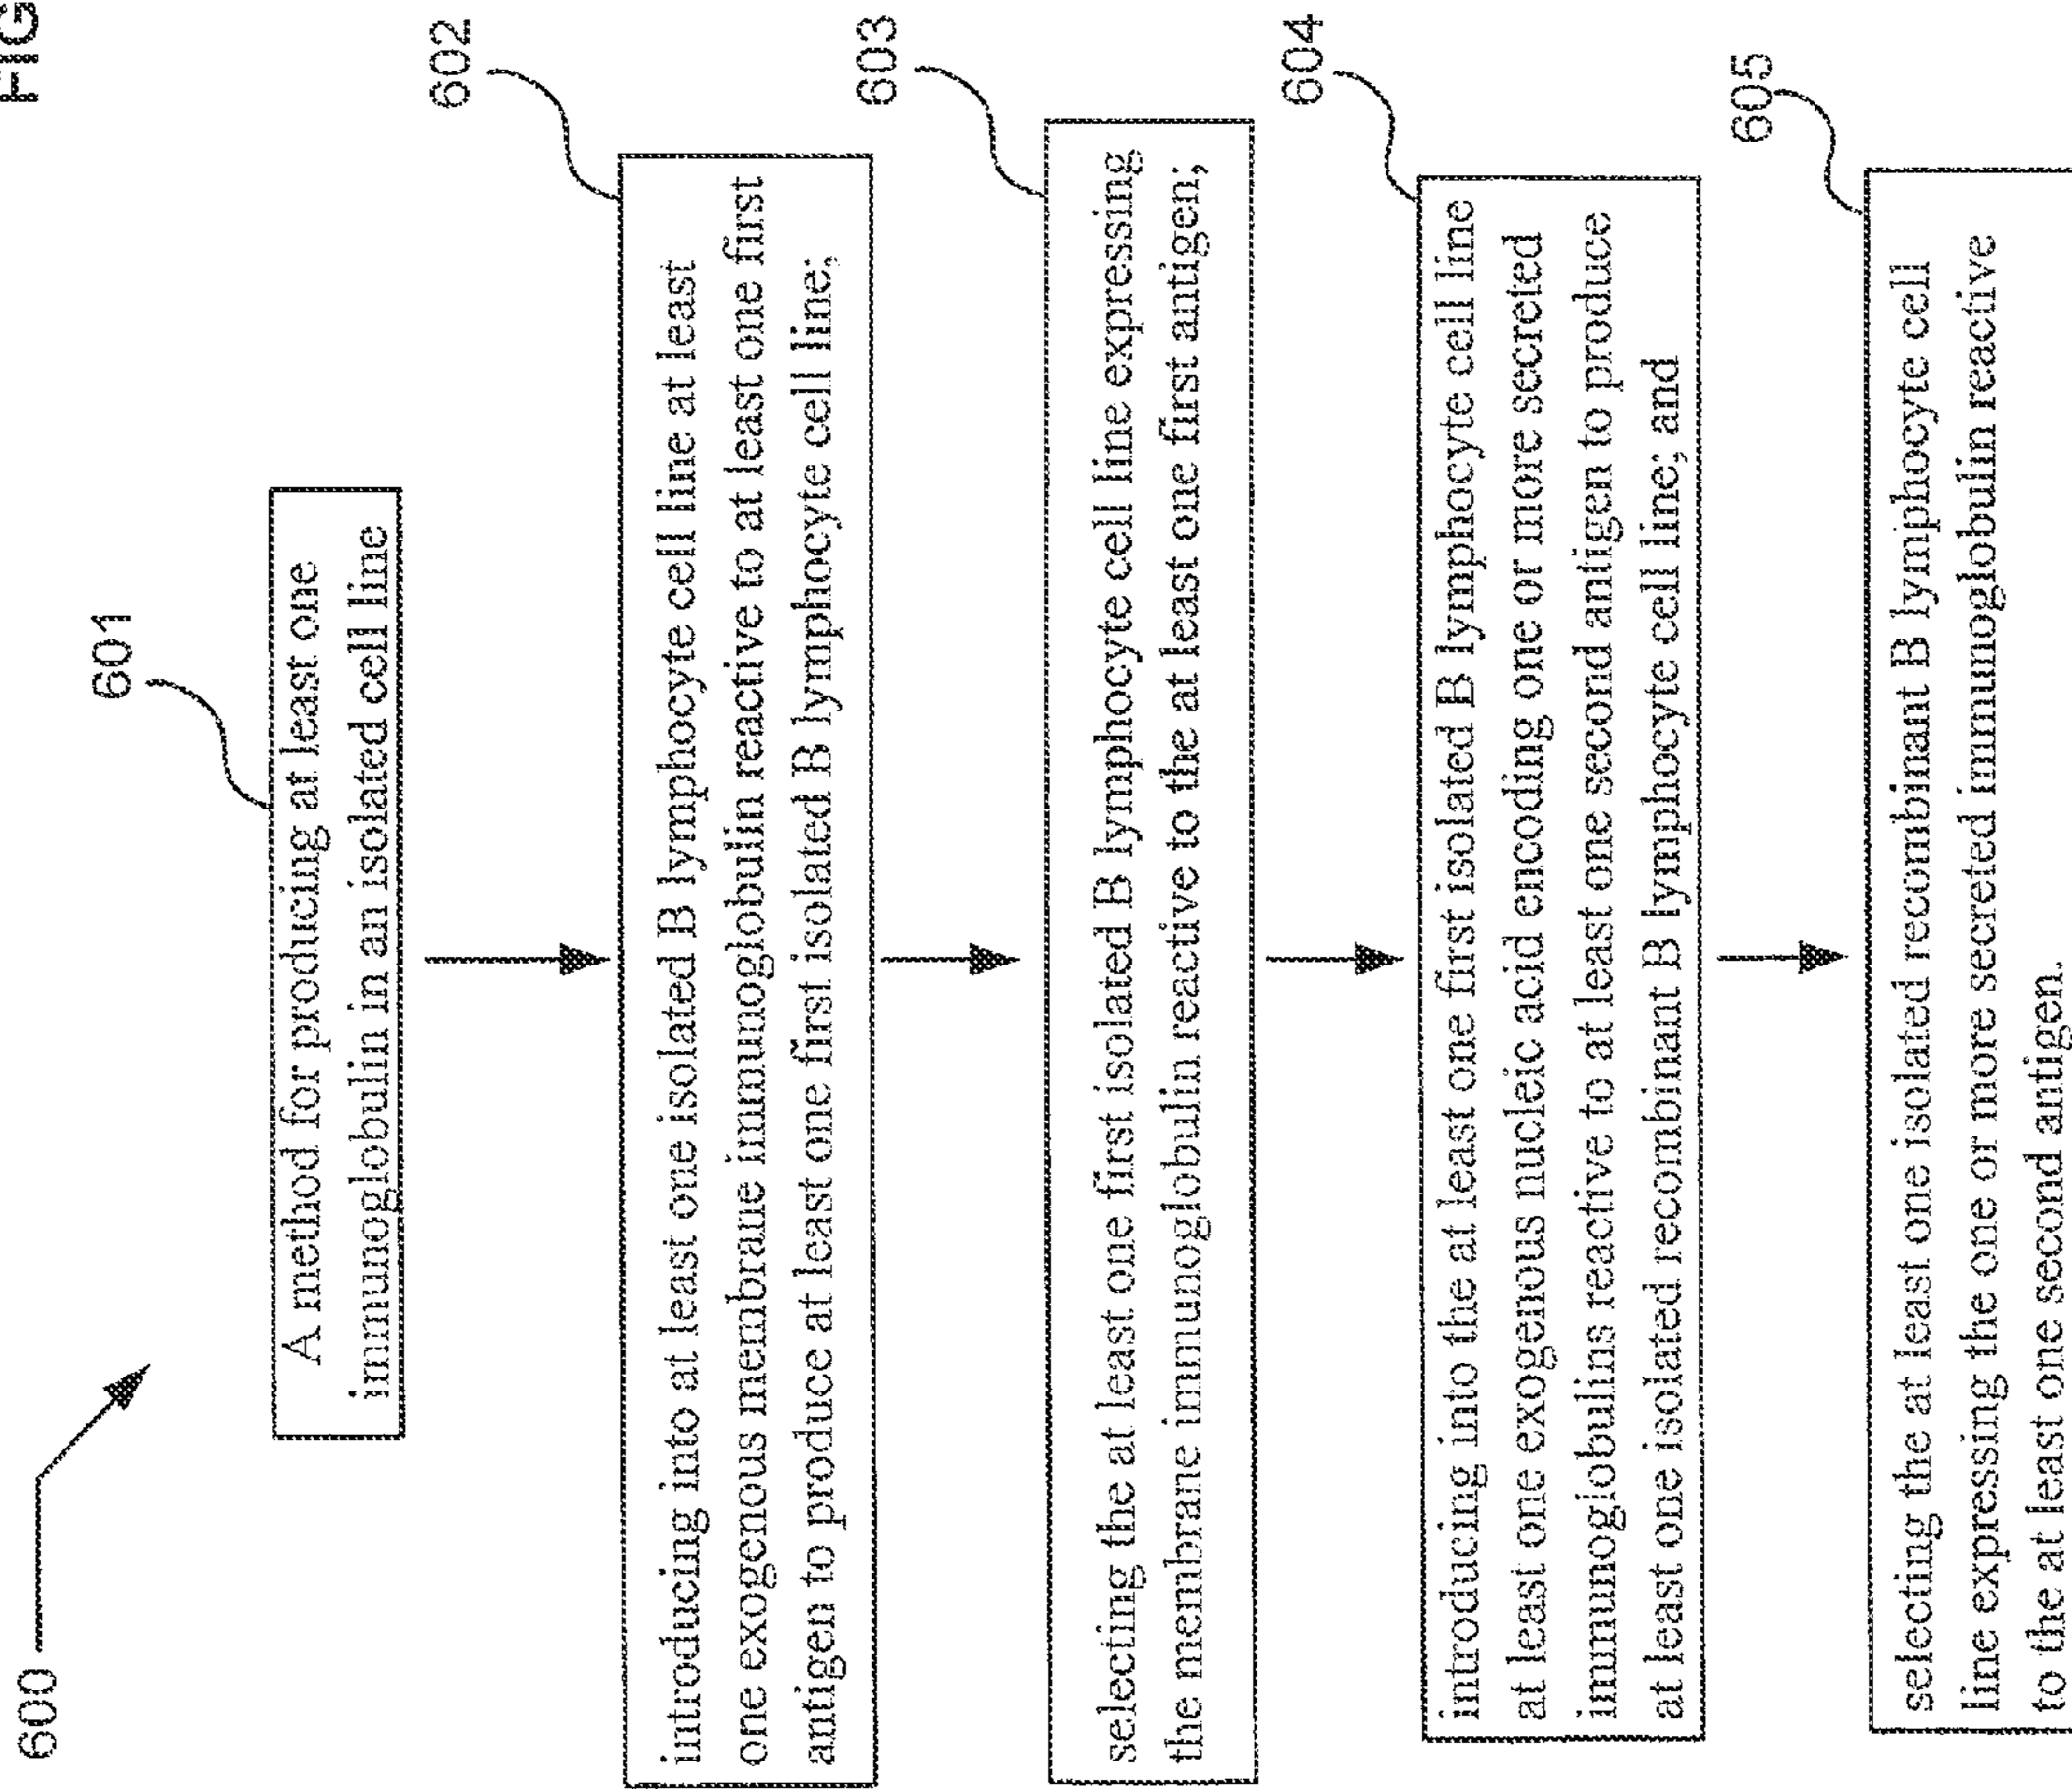 FIG
600
601
A method for producing at least one
immunoglobulin in an isolated cell line
602
introducing into at least one isolated B lymphocyte cell line at least
one exogenous membrane immunoglobulin reactive to at least one first
antigen to produce at least one first isolated B lymphocyte cell line;
603
selecting the at least one first isolated B lymphocyte cell line expressing
the membrane immunoglobulin reactive to the at least one first antigen;
604
introducing into the at least one first isolated B lymphocyte cell line
at least one exogenous nucleic acid encoding one or more secreted
immunoglobulins reactive to at least one second antigen to produce
at least one isolated recombinant B lymphocyte cell line; and
605
selecting the at least one isolated recombinant B lymphocyte cell
line expressing the one or more secreted immunoglobulin reactive
to the at least one second antigen.